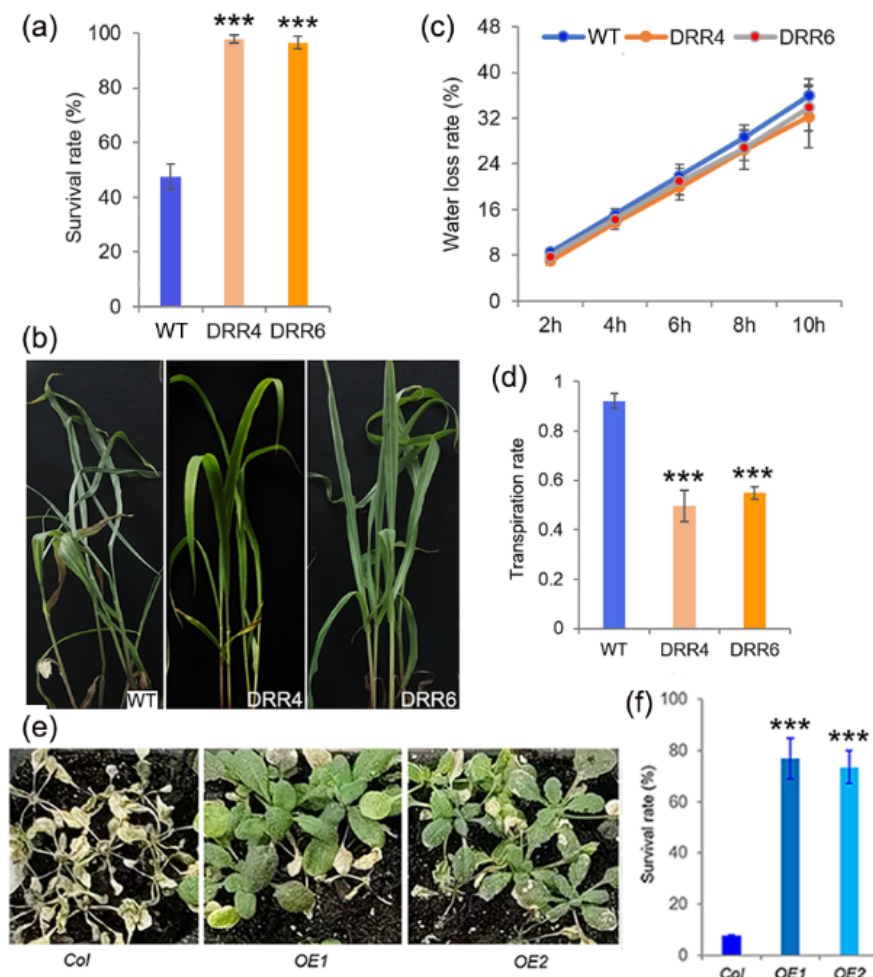 (a)
*** ***
100
80
60
40
20
0
Survival rate (%)
WT DRR4 DRR6
(c)
WT DRR4 DRR6
48
40
32
24
16
8
0
Water loss rate (%)
2h 4h 6h 8h 10h
(b)
WT DRR4 DRR6
(d)
1
0.8
0.6
0.4
0.2
0
Transpiration rate
*** ***
WT DRR4 DRR6
(e)
Col OE1 OE2
(f)
100
80
60
40
20
0
Survival rate (%)
*** ***
Col OE1 OE2